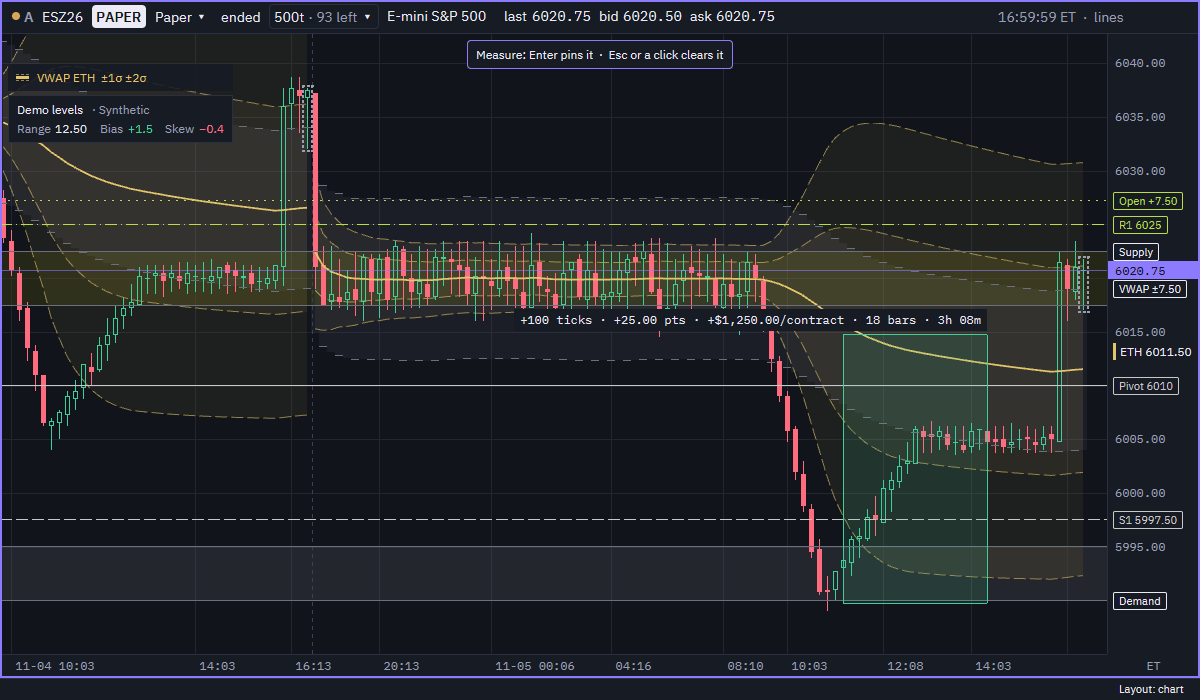 A ESZ26 PAPER Paper ▾ ended 500t · 93 left ▾ E-mini S&P 500 last 6020.75 bid 6020.50 ask 6020.75 16:59:59 ET · lines
Measure: Enter pins it · Esc or a click clears it
VWAP ETH ±1σ ±2σ
Demo levels · Synthetic
Range 12.50 Bias +1.5 Skew −0.4
6040.00
6035.00
6030.00
Open +7.50
R1 6025
Supply
6020.75
VWAP ±7.50
+100 ticks · +25.00 pts · +$1,250.00/contract · 18 bars · 3h 08m
6015.00
ETH 6011.50
Pivot 6010
6005.00
6000.00
S1 5997.50
5995.00
Demand
11-04 10:03 14:03 16:13 20:13 11-05 00:06 04:16 08:10 10:03 12:08 14:03 ET
Layout: chart